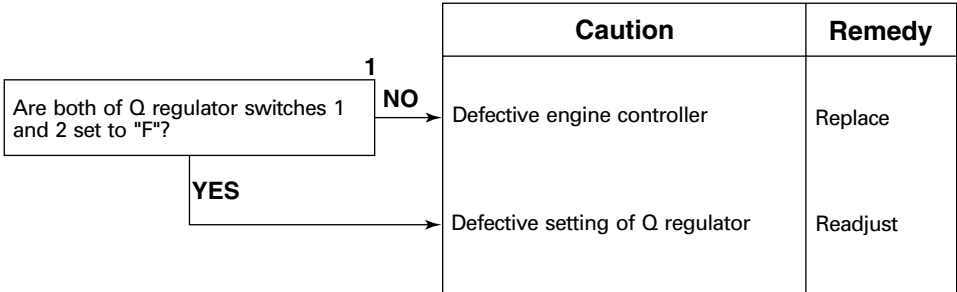 Caution
Remedy
1
Are both of Q regulator switches 1
and 2 set to "F"?
NO
Defective engine controller
Replace
YES
Defective setting of Q regulator
Readjust